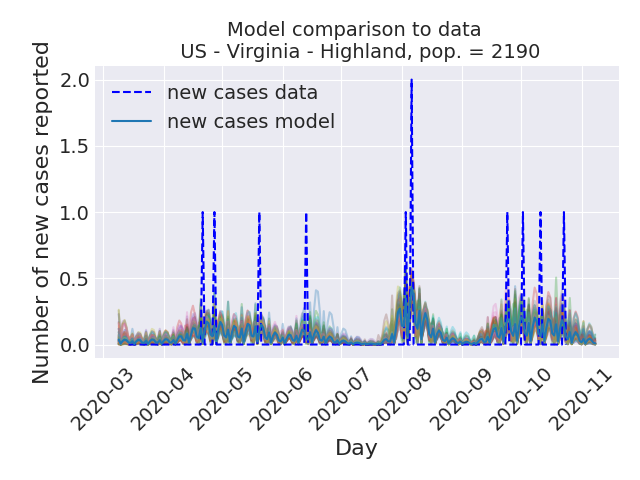 Model comparison to data
US - Virginia - Highland, pop. = 2190
Number of new cases reported
2.0
1.5
1.0
0.5
0.0
new cases data
new cases model
2020-03
2020-04
2020-05
2020-06
2020-07
2020-08
2020-09
2020-10
2020-11
Day